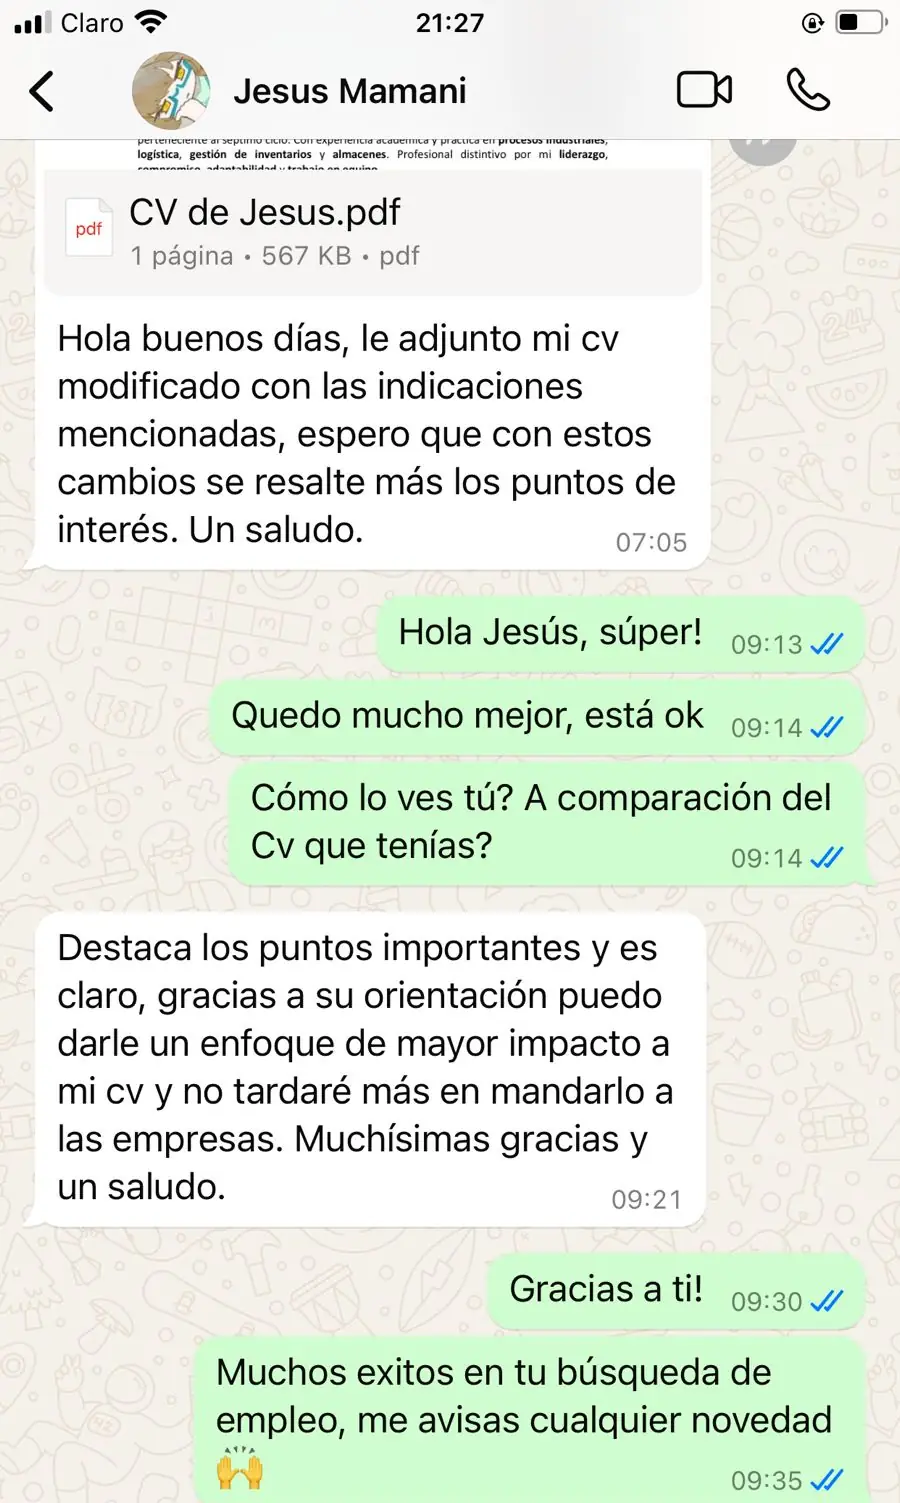 Claro
21:27
Jesus Mamani
perteneciente al séptimo ciclo. Con experiencia académica y práctica en procesos industriales,
logística, gestión de inventarios y almacenes. Profesional distintivo por mi liderazgo,
compromiso, adaptabilidad y trabajo en equipo
pdf
CV de Jesus.pdf
1 página • 567 KB • pdf
Hola buenos días, le adjunto mi cv
modificado con las indicaciones
mencionadas, espero que con estos
cambios se resalte más los puntos de
interés. Un saludo.
07:05
Hola Jesús, súper!
09:13
Quedo mucho mejor, está ok
09:14
Cómo lo ves tú? A comparación del
Cv que tenías?
09:14
Destaca los puntos importantes y es
claro, gracias a su orientación puedo
darle un enfoque de mayor impacto a
mi cv y no tardaré más en mandarlo a
las empresas. Muchísimas gracias y
un saludo.
09:21
Gracias a ti!
09:30
Muchos exitos en tu búsqueda de
empleo, me avisas cualquier novedad
🙌
09:35